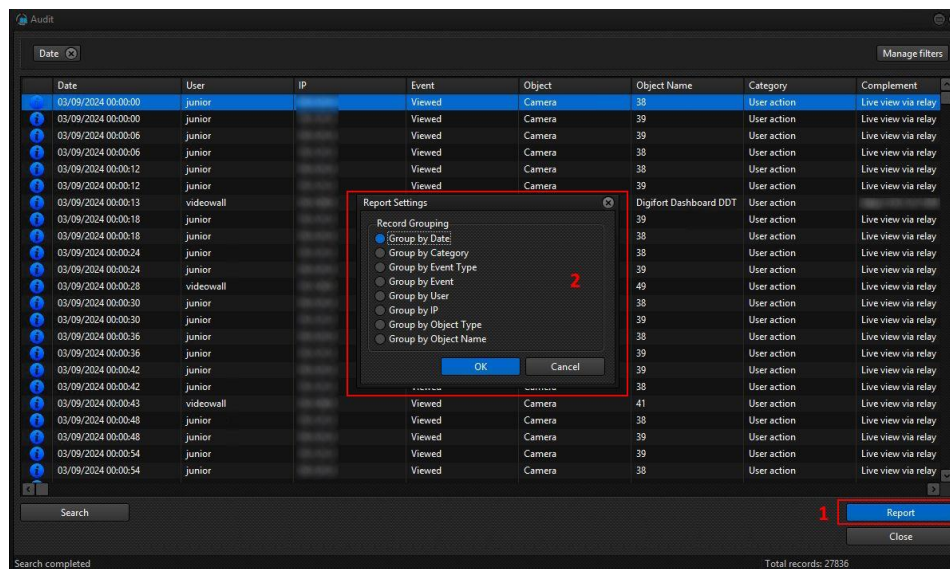 Audit
Date
Manage filters
Date User IP Event Object Object Name Category Complement
03/09/2024 00:00:00 junior Viewed Camera 38 User action Live view via relay
03/09/2024 00:00:00 junior Viewed Camera 39 User action Live view via relay
03/09/2024 00:00:06 junior Viewed Camera 39 User action Live view via relay
03/09/2024 00:00:06 junior Viewed Camera 38 User action Live view via relay
03/09/2024 00:00:12 junior Viewed Camera 38 User action Live view via relay
03/09/2024 00:00:12 junior Viewed Camera 39 User action Live view via relay
03/09/2024 00:00:13 videowall Digifort Dashboard DDT User action
03/09/2024 00:00:18 junior 39 User action Live view via relay
03/09/2024 00:00:18 junior 38 User action Live view via relay
03/09/2024 00:00:24 junior 38 User action Live view via relay
03/09/2024 00:00:24 junior 39 User action Live view via relay
03/09/2024 00:00:28 videowall 49 User action Live view via relay
03/09/2024 00:00:30 junior 38 User action Live view via relay
03/09/2024 00:00:30 junior 39 User action Live view via relay
03/09/2024 00:00:36 junior 38 User action Live view via relay
03/09/2024 00:00:36 junior 39 User action Live view via relay
03/09/2024 00:00:42 junior 39 User action Live view via relay
03/09/2024 00:00:42 junior 38 User action Live view via relay
03/09/2024 00:00:43 videowall Viewed Camera 41 User action Live view via relay
03/09/2024 00:00:48 junior Viewed Camera 38 User action Live view via relay
03/09/2024 00:00:48 junior Viewed Camera 39 User action Live view via relay
03/09/2024 00:00:54 junior Viewed Camera 39 User action Live view via relay
03/09/2024 00:00:54 junior Viewed Camera 38 User action Live view via relay
Report Settings
Record Grouping
Group by Date
Group by Category
Group by Event Type
Group by Event
Group by User
Group by IP
Group by Object Type
Group by Object Name
2
OK Cancel
Search
1
Report
Close
Search completed
Total records: 27836